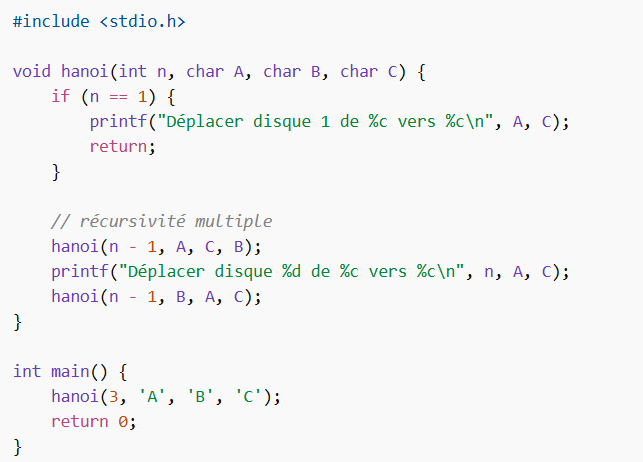 #include <stdio.h>
void hanoi(int n, char A, char B, char C) {
if (n == 1) {
printf("Déplacer disque 1 de %c vers %c\n", A, C);
return;
}
// récursivité multiple
hanoi(n - 1, A, C, B);
printf("Déplacer disque %d de %c vers %c\n", n, A, C);
hanoi(n - 1, B, A, C);
}
int main() {
hanoi(3, 'A', 'B', 'C');
return 0;
}